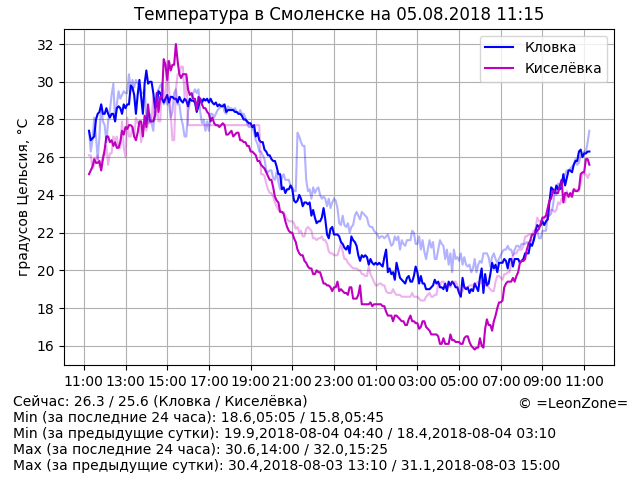 Температура в Смоленске на 05.08.2018 11:15
Кловка
Киселёвка
градусов Цельсия, °C
32
30
28
26
24
22
20
18
16
11:00 13:00 15:00 17:00 19:00 21:00 23:00 01:00 03:00 05:00 07:00 09:00 11:00
Сейчас: 26.3 / 25.6 (Кловка / Киселёвка)
© =LeonZone=
Min (за последние 24 часа): 18.6,05:05 / 15.8,05:45
Min (за предыдущие сутки): 19.9,2018-08-04 04:40 / 18.4,2018-08-04 03:10
Max (за последние 24 часа): 30.6,14:00 / 32.0,15:25
Max (за предыдущие сутки): 30.4,2018-08-03 13:10 / 31.1,2018-08-03 15:00